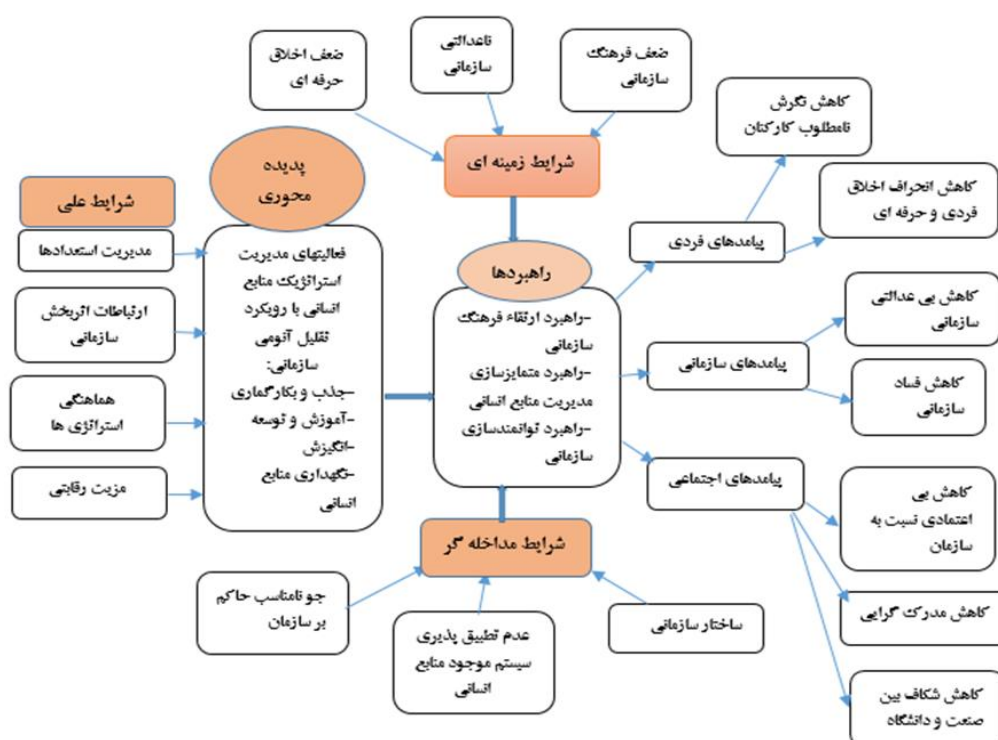 ضعف فرهنگ
سازمانی
ناعدالتی
سازمانی
ضعف اخلاق
حرفه ای
شرایط زمینه ای
شرایط علی
مدیریت استعدادها
ارتباطات اثربخش
سازمانی
هماهنگی
استراتژی ها
مزیت رقابتی
پدیده
محوری
فعالیتهای مدیریت
استراتژیک منابع
انسانی با رویکرد
تقلیل آنومی
سازمانی:
-جذب و بکارگماری
-آموزش و توسعه
-انگیزش
-نگهداری منابع
انسانی
راهبردها
-راهبرد ارتقاء فرهنگ
سازمانی
-راهبرد متمایزسازی
مدیریت منابع انسانی
-راهبرد توانمندسازی
سازمانی
شرایط مداخله گر
جو نامناسب حاکم
بر سازمان
عدم تطبیق پذیری
سیستم موجود منابع
انسانی
ساختار سازمانی
پیامدهای فردی
کاهش نگرش
نامطلوب کارکنان
کاهش انحراف اخلاق
فردی و حرفه ای
پیامدهای سازمانی
کاهش بی عدالتی
سازمانی
کاهش فساد
سازمانی
پیامدهای اجتماعی
کاهش بی
اعتمادی نسبت به
سازمان
کاهش مدرک گرایی
کاهش شکاف بین
صنعت و دانشگاه